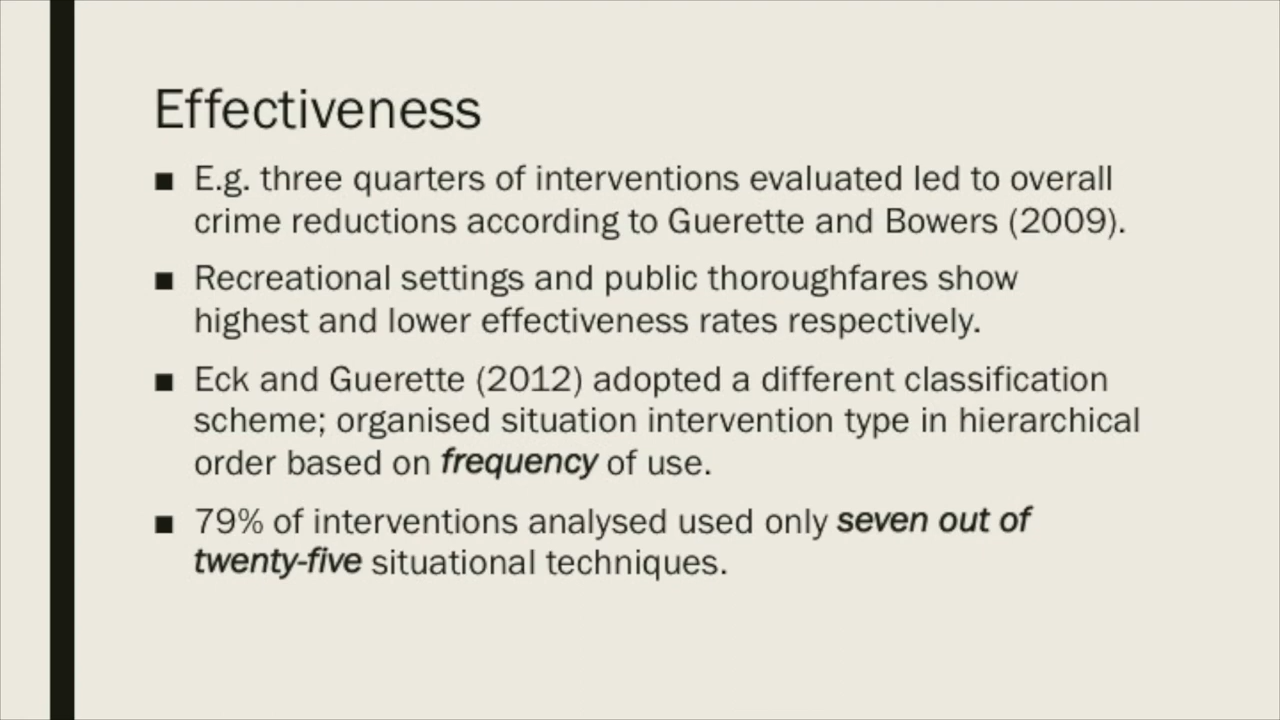 Effectiveness
■ E.g. three quarters of interventions evaluated led to overall
crime reductions according to Guerette and Bowers (2009).
■ Recreational settings and public thoroughfares show
highest and lower effectiveness rates respectively.
■ Eck and Guerette (2012) adopted a different classification
scheme; organised situation intervention type in hierarchical
order based on frequency of use.
■ 79% of interventions analysed used only seven out of
twenty-five situational techniques.